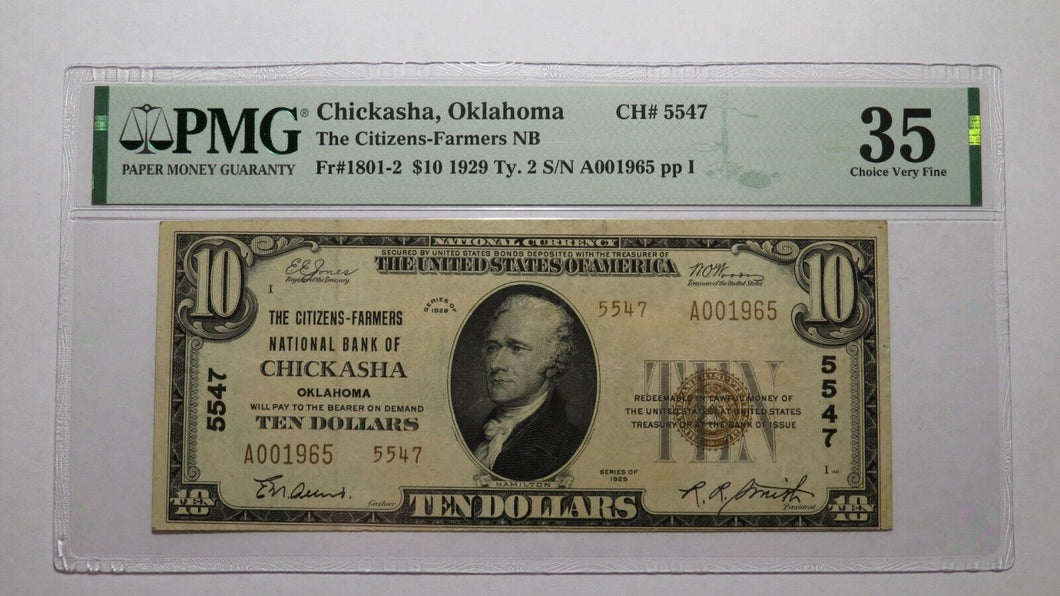 PMG®
PAPER MONEY GUARANTY
Chickasha, Oklahoma CH# 5547
The Citizens-Farmers NB
Fr#1801-2 $10 1929 Ty. 2 S/N A001965 pp I
35
Choice Very Fine
NATIONAL CURRENCY
SECURED BY UNITED STATES BONDS DEPOSITED WITH THE TREASURER OF
THE UNITED STATES OF AMERICA
10
10
E E Jones
Register of the Treasury
Treasurer of the United States
I
SERIES OF
1929
5547 A001965
THE CITIZENS-FARMERS
NATIONAL BANK OF
CHICKASHA
OKLAHOMA
WILL PAY TO THE BEARER ON DEMAND
TEN DOLLARS
A001965 5547
5547
5547
TEN
REDEEMABLE IN LAWFUL MONEY OF
THE UNITED STATES AT UNITED STATES
TREASURY OR AT THE BANK OF ISSUE
SERIES OF
1929
I
HAMILTON
Cashier
R. R. Smith
President
10
TEN
TEN DOLLARS
10
TEN